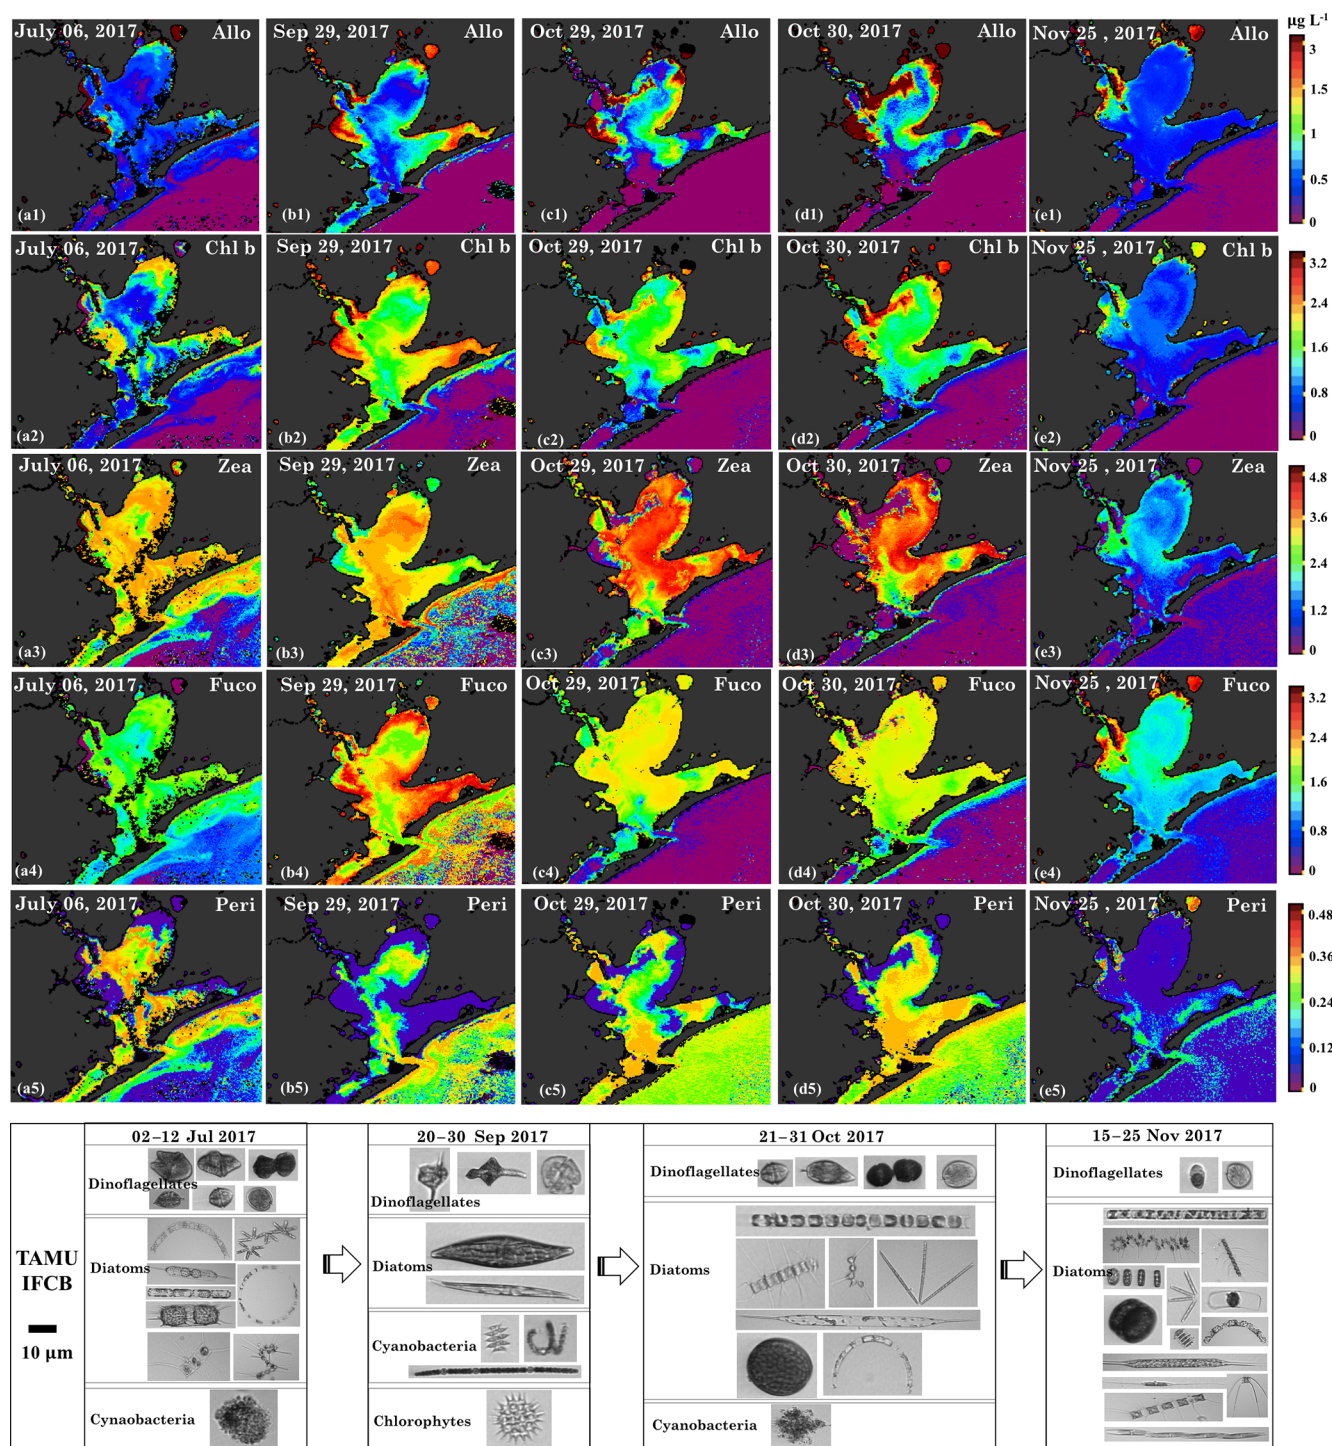 July 06, 2017 Allo
(a1)
Sep 29, 2017 Allo
(b1)
Oct 29, 2017 Allo
(c1)
Oct 30, 2017 Allo
(d1)
Nov 25 , 2017 Allo
(e1)
µg L-1
3
1.5
1
0.5
0
July 06, 2017 Chl b
(a2)
Sep 29, 2017 Chl b
(b2)
Oct 29, 2017 Chl b
(c2)
Oct 30, 2017 Chl b
(d2)
Nov 25 , 2017 Chl b
(e2)
3.2
2.4
1.6
0.8
0
July 06, 2017 Zea
(a3)
Sep 29, 2017 Zea
(b3)
Oct 29, 2017 Zea
(c3)
Oct 30, 2017 Zea
(d3)
Nov 25 , 2017 Zea
(e3)
4.8
3.6
2.4
1.2
0
July 06, 2017 Fuco
(a4)
Sep 29, 2017 Fuco
(b4)
Oct 29, 2017 Fuco
(c4)
Oct 30, 2017 Fuco
(d4)
Nov 25 , 2017 Fuco
(e4)
3.2
2.4
1.6
0.8
0
July 06, 2017 Peri
(a5)
Sep 29, 2017 Peri
(b5)
Oct 29, 2017 Peri
(c5)
Oct 30, 2017 Peri
(d5)
Nov 25 , 2017 Peri
(e5)
0.48
0.36
0.24
0.12
0
TAMU
IFCB
10 µm
02–12 Jul 2017
Dinoflagellates
Diatoms
Cynaobacteria
20–30 Sep 2017
Dinoflagellates
Diatoms
Cyanobacteria
Chlorophytes
21–31 Oct 2017
Dinoflagellates
Diatoms
Cyanobacteria
15–25 Nov 2017
Dinoflagellates
Diatoms